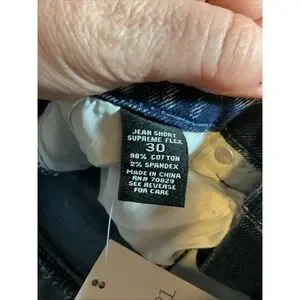 JEAN SHORT
SUPREME FLEX
30
98% COTTON
2% SPANDEX
MADE IN CHINA
RN# 70829
SEE REVERSE
FOR CARE